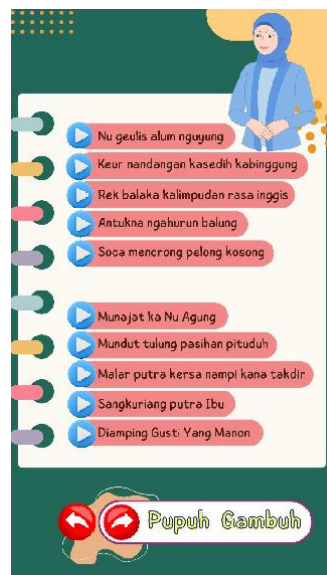 Nu geulis alum nguyung
Keur nandangan kasedih kabinggung
Rek balaka kalimpudan rasa inggis
Antukna ngahurun balung
Soca mencrong pelong kosong
Munajat ka Nu Agung
Mundut tulung pasihan pituduh
Malar putra kersa nampi kana takdir
Sangkuriang putra Ibu
Diamping Gusti Yang Manon
Pupuh Gambuh